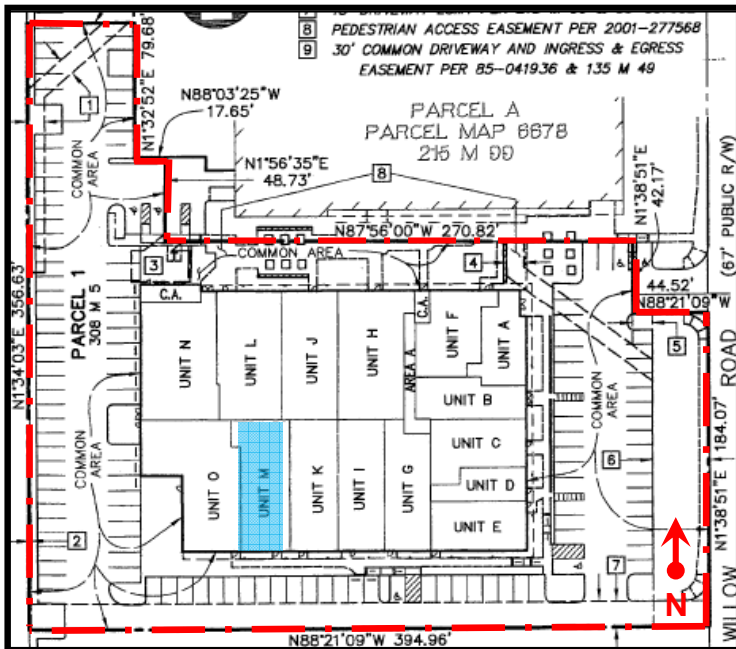 8 PEDESTRIAN ACCESS EASEMENT PER 2001-277568
9 30' COMMON DRIVEWAY AND INGRESS & EGRESS
EASEMENT PER 85-041936 & 135 M 49
N1°32'52"E 79.68'
1
N88°03'25"W
17.65'
PARCEL A
PARCEL MAP 6678
215 M 09
N1°56'35"E
48.73'
8
COMMON
AREA
N1°38'51"E
42.17'
(67' PUBLIC R/W)
N87°56'00"W 270.82'
COMMON AREA
3
4
44.52'
N88°21'09"W
C.A.
C.A.
5
N1°34'03"E 356.63'
PARCEL 1
308 M 5
UNIT N
UNIT L
UNIT J
UNIT H
AREA A
UNIT F
UNIT A
UNIT B
UNIT C
UNIT D
UNIT E
UNIT O
UNIT M
UNIT K
UNIT I
UNIT G
COMMON
AREA
COMMON
AREA
6
N1°38'51"E 184.07'
2
7
N
WILLOW ROAD
N88°21'09"W 394.96'